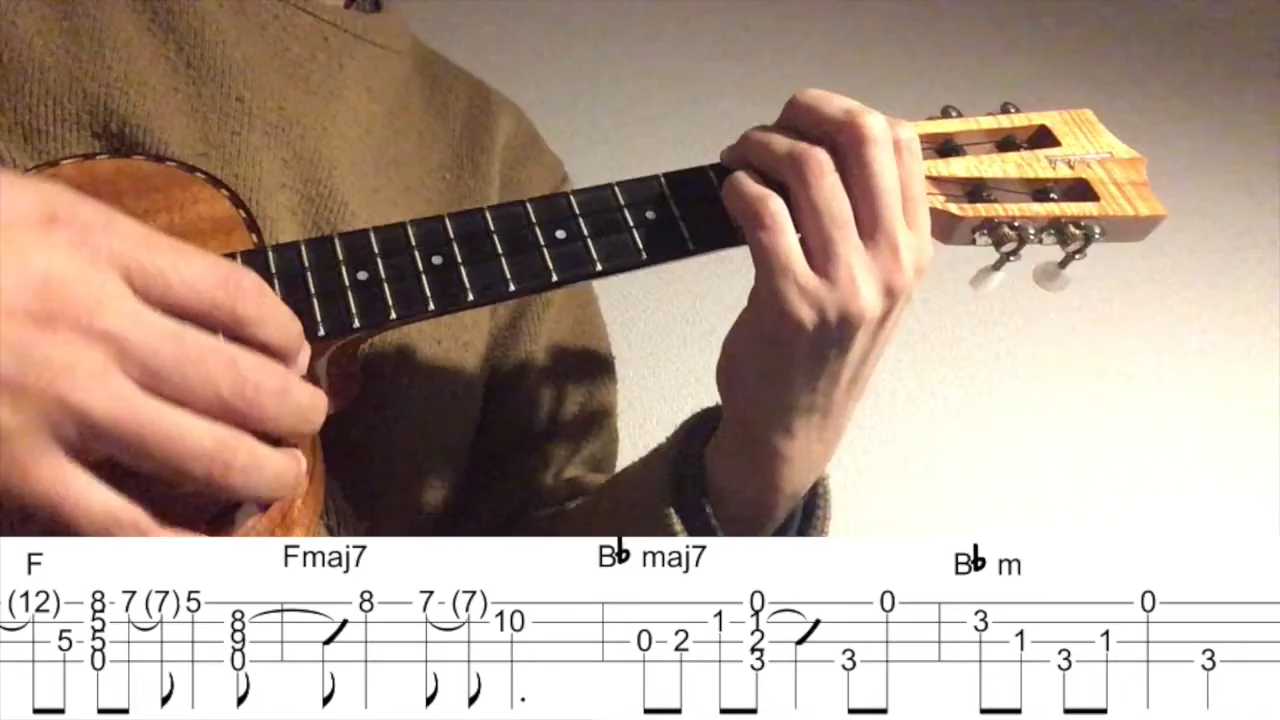 F Fmaj7 B♭ maj7 B♭ m
(12) 8 7 (7) 5 8 7 (7) 0 0 0
5 8 10 1 1 3
5 5 9 0 2 2 1 1
0 0 3 3 3 3